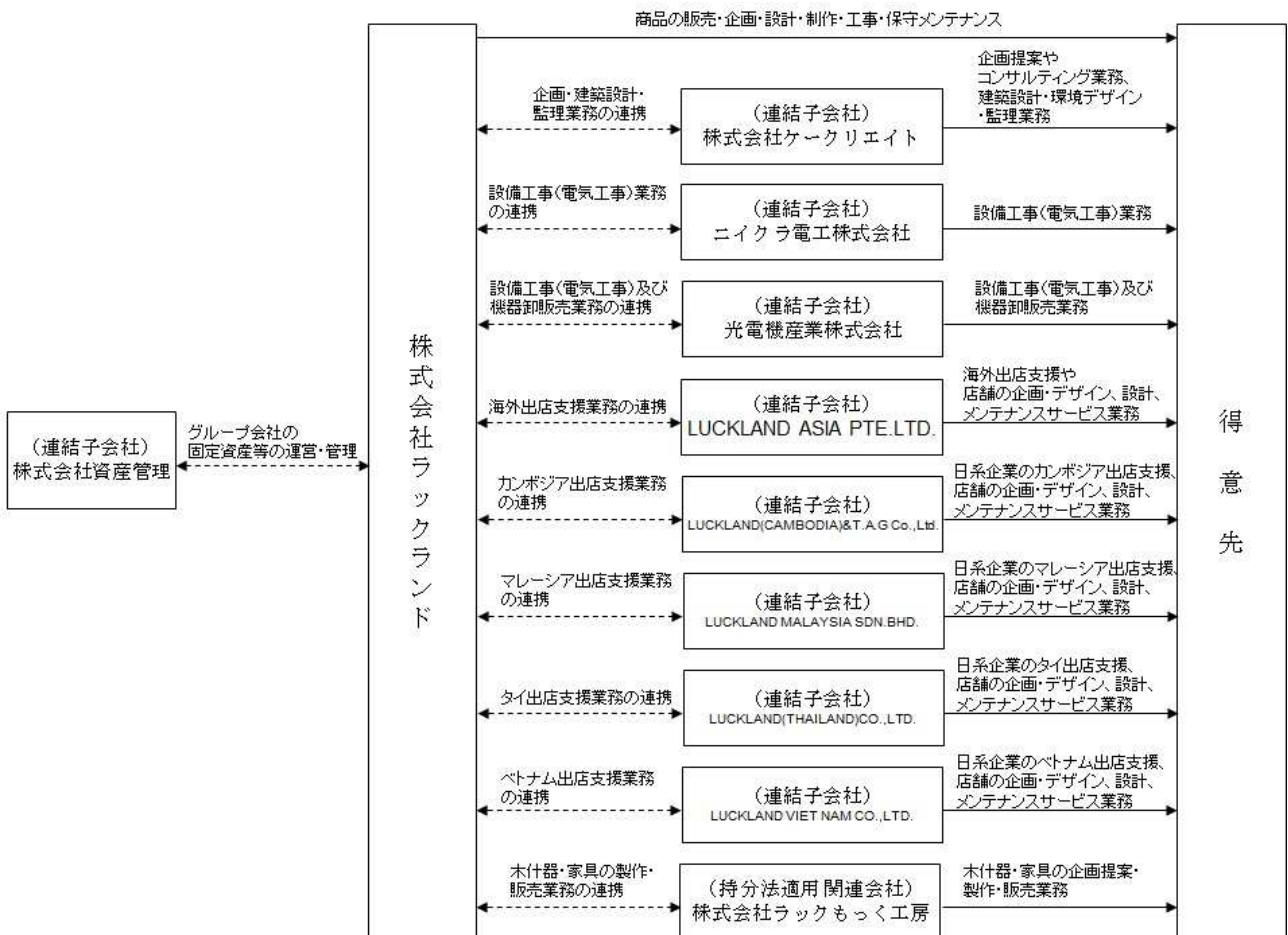 商品の販売・企画・設計・制作・工事・保守メンテナンス
企画・建築設計・
監理業務の連携
(連結子会社)
株式会社ケークリエイト
企画提案や
コンサルティング業務、
建築設計・環境デザイン
・監理業務
設備工事(電気工事)業務
の連携
(連結子会社)
ニイクラ電工株式会社
設備工事(電気工事)業務
設備工事(電気工事)及び
機器卸販売業務の連携
(連結子会社)
光電機産業株式会社
設備工事(電気工事)及び
機器卸販売業務
株式会社ラックランド
得意先
(連結子会社)
株式会社資産管理
グループ会社の
固定資産等の運営・管理
海外出店支援業務の連携
(連結子会社)
LUCKLAND ASIA PTE.LTD.
海外出店支援や
店舗の企画・デザイン、設計、
メンテナンスサービス業務
カンボジア出店支援業務
の連携
(連結子会社)
LUCKLAND(CAMBODIA)&T.A.G Co.,Ltd.
日系企業のカンボジア出店支援、
店舗の企画・デザイン、設計、
メンテナンスサービス業務
マレーシア出店支援業務
の連携
(連結子会社)
LUCKLAND MALAYSIA SDN.BHD.
日系企業のマレーシア出店支援、
店舗の企画・デザイン、設計、
メンテナンスサービス業務
タイ出店支援業務の連携
(連結子会社)
LUCKLAND(THAILAND)CO.,LTD.
日系企業のタイ出店支援、
店舗の企画・デザイン、設計、
メンテナンスサービス業務
ベトナム出店支援業務
の連携
(連結子会社)
LUCKLAND VIET NAM CO.,LTD.
日系企業のベトナム出店支援、
店舗の企画・デザイン、設計、
メンテナンスサービス業務
木什器・家具の製作・
販売業務の連携
(持分法適用関連会社)
株式会社ラックもっく工房
木什器・家具の企画提案・
製作・販売業務